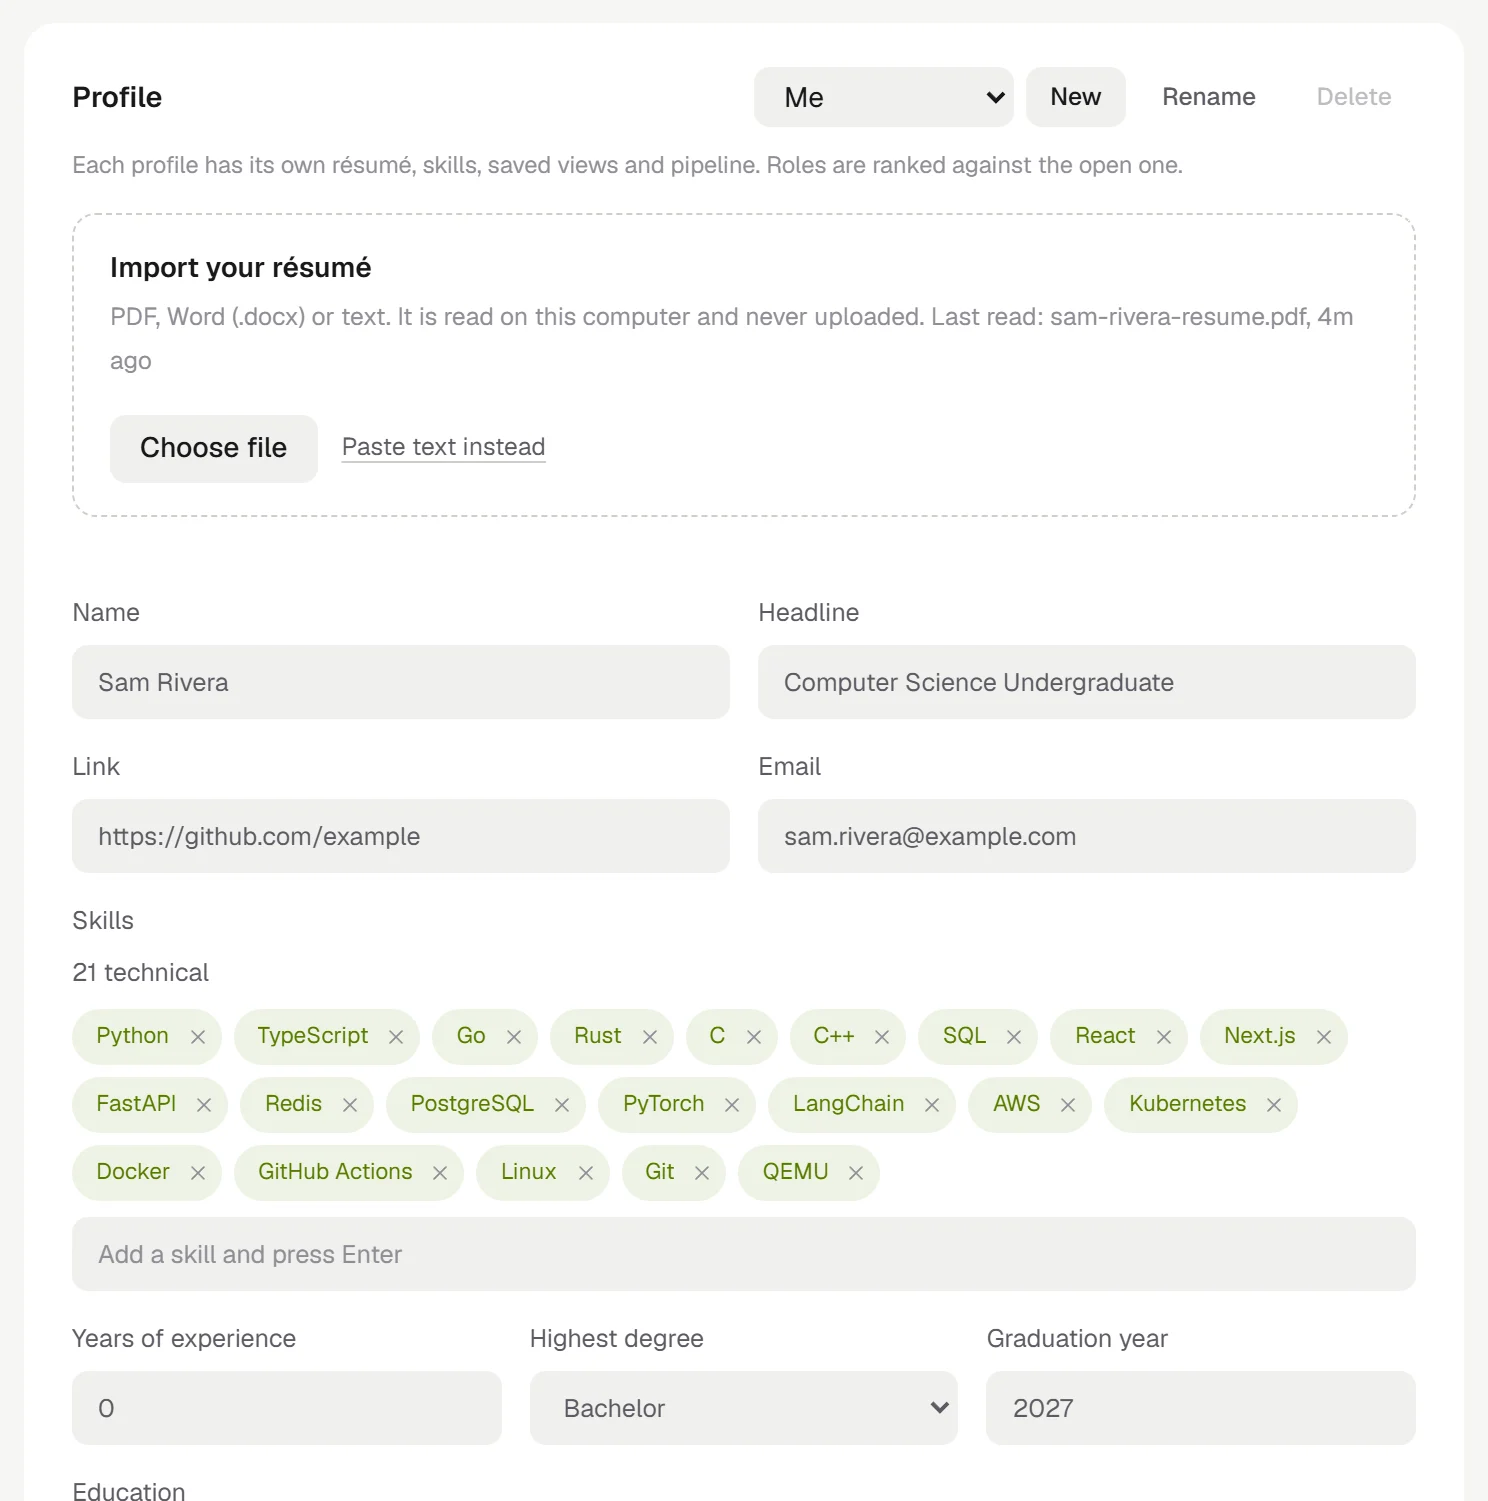 Profile
Me
New
Rename
Delete
Each profile has its own résumé, skills, saved views and pipeline. Roles are ranked against the open one.
Import your résumé
PDF, Word (.docx) or text. It is read on this computer and never uploaded. Last read: sam-rivera-resume.pdf, 4m
ago
Choose file
Paste text instead
Name
Headline
Sam Rivera
Computer Science Undergraduate
Link
Email
https://github.com/example
sam.rivera@example.com
Skills
21 technical
Python × TypeScript × Go × Rust × C × C++ × SQL × React × Next.js ×
FastAPI × Redis × PostgreSQL × PyTorch × LangChain × AWS × Kubernetes ×
Docker × GitHub Actions × Linux × Git × QEMU ×
Add a skill and press Enter
Years of experience
Highest degree
Graduation year
0
Bachelor
2027
Education